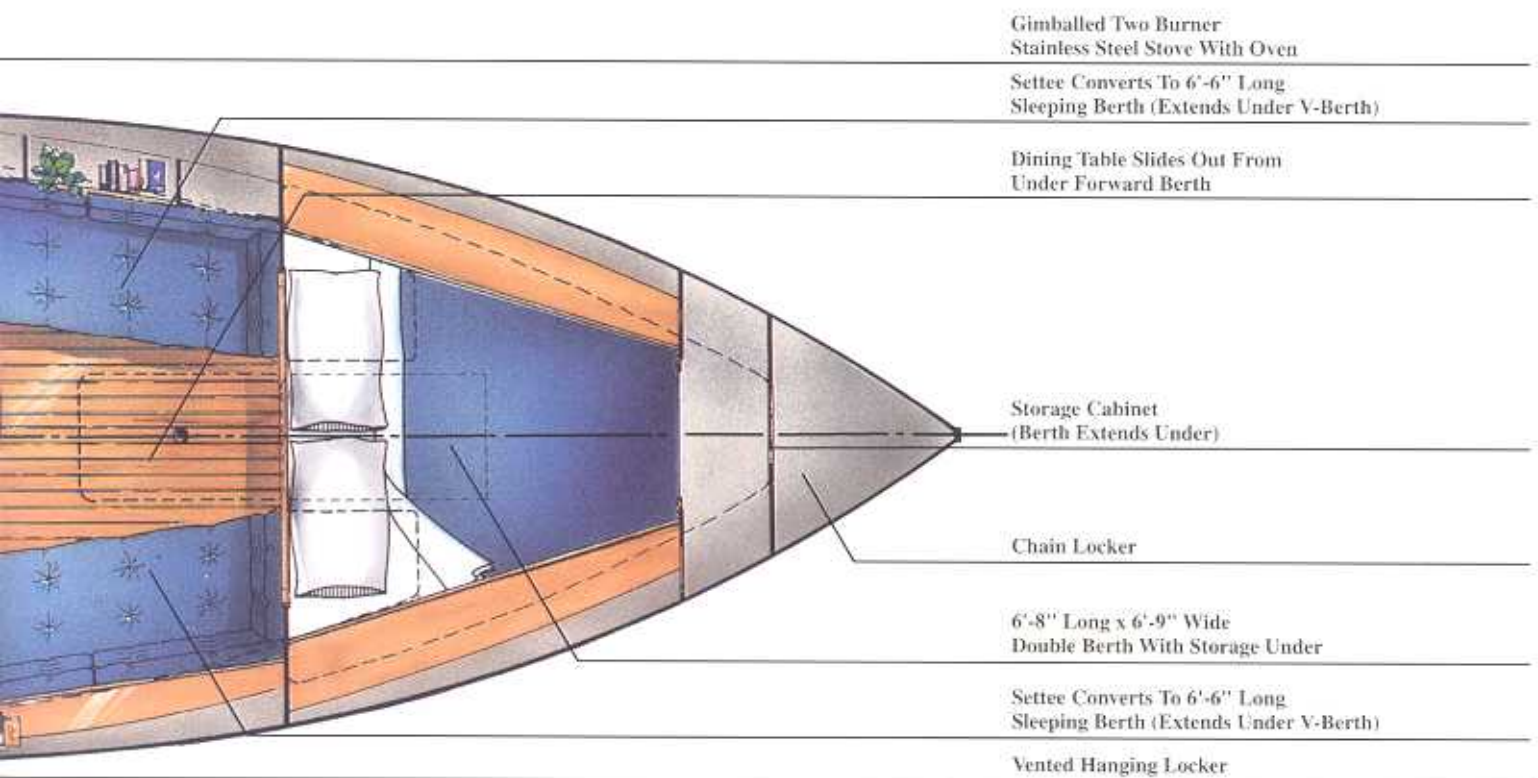 Gimballed Two Burner
Stainless Steel Stove With Oven
Settee Converts To 6'-6" Long
Sleeping Berth (Extends Under V-Berth)
Dining Table Slides Out From
Under Forward Berth
Storage Cabinet
(Berth Extends Under)
Chain Locker
6'-8" Long x 6'-9" Wide
Double Berth With Storage Under
Settee Converts To 6'-6" Long
Sleeping Berth (Extends Under V-Berth)
Vented Hanging Locker